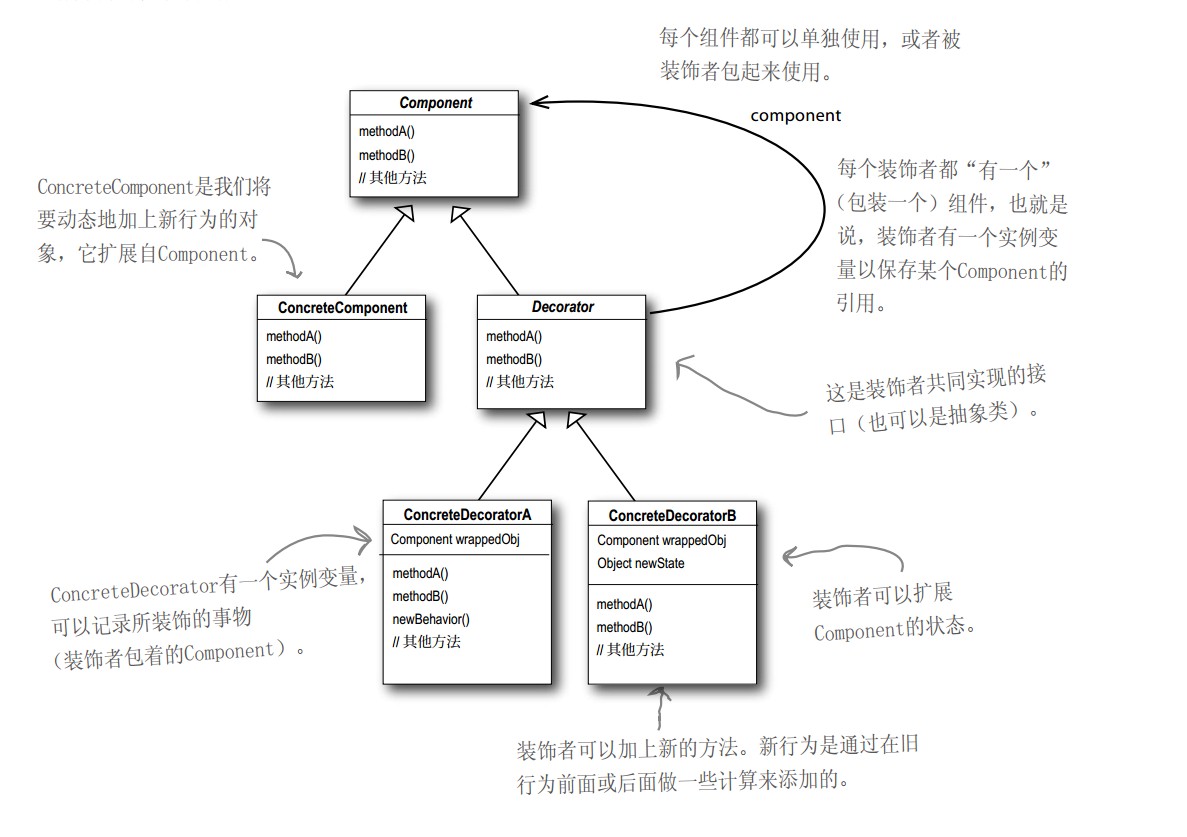 每个组件都可以单独使用，或者被
装饰者包起来使用。
component
Component
methodA()
methodB()
// 其他方法
每个装饰者都“有一个”
（包装一个）组件，也就是
说，装饰者有一个实例变
量以保存某个Component的
引用。
ConcreteComponent是我们将
要动态地加上新行为的对
象，它扩展自Component。
ConcreteComponent
methodA()
methodB()
// 其他方法
Decorator
methodA()
methodB()
// 其他方法
这是装饰者共同实现的接
口（也可以是抽象类）。
ConcreteDecoratorA
Component wrappedObj
methodA()
methodB()
newBehavior()
// 其他方法
ConcreteDecoratorB
Component wrappedObj
Object newState
methodA()
methodB()
// 其他方法
ConcreteDecorator有一个实例变量，
可以记录所装饰的事物
（装饰者包着的Component）。
装饰者可以扩展
Component的状态。
装饰者可以加上新的方法。新行为是通过在旧
行为前面或后面做一些计算来添加的。